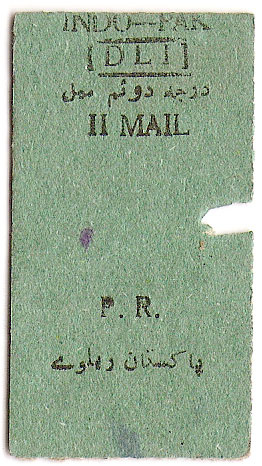 INDO—PAK
[DLI]
درجہ دوئم میل
II MAIL
P. R.
پاکستان ریلوے